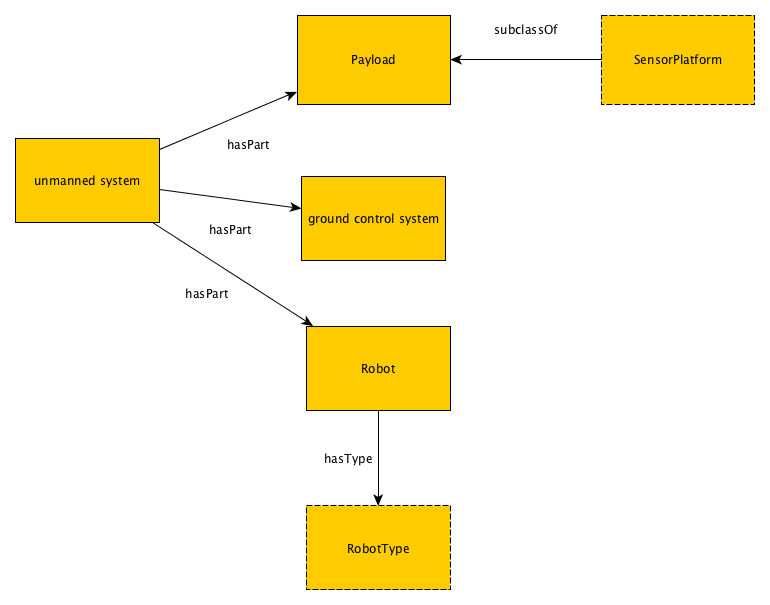 subclassOf
Payload
SensorPlatform
hasPart
unmanned system
ground control system
hasPart
hasPart
Robot
hasType
RobotType